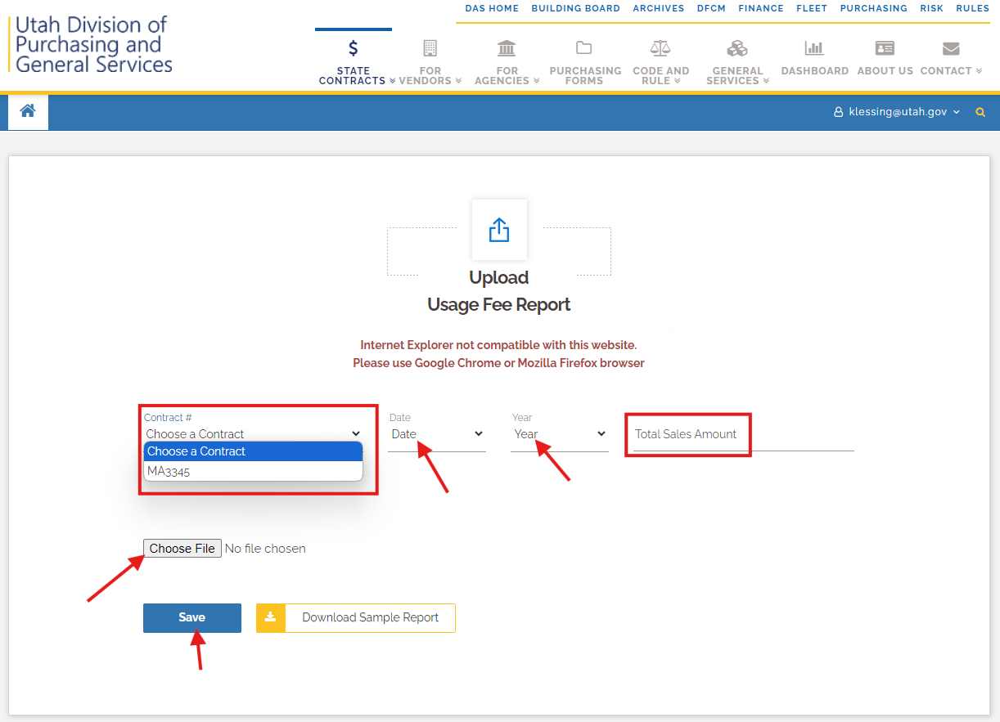 DAS HOME BUILDING BOARD ARCHIVES DFCM FINANCE FLEET PURCHASING RISK RULES
Utah Division of
Purchasing and
General Services
STATE
CONTRACTS
FOR
VENDORS
FOR
AGENCIES
PURCHASING
FORMS
CODE AND
RULE
GENERAL
SERVICES
DASHBOARD
ABOUT US
CONTACT
klessing@utah.gov
Upload
Usage Fee Report
Internet Explorer not compatible with this website.
Please use Google Chrome or Mozilla Firefox browser
Contract #
Choose a Contract
Choose a Contract
MA3345
Date
Date
Year
Year
Total Sales Amount
Choose File No file chosen
Save
Download Sample Report